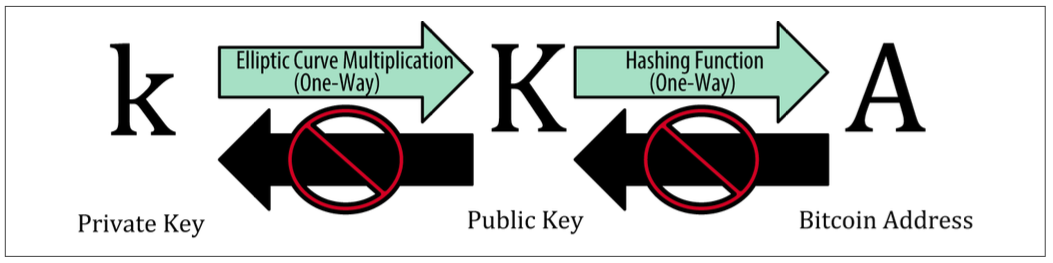 k
Elliptic Curve Multiplication
(One-Way)
K
Hashing Function
(One-Way)
A
Private Key
Public Key
Bitcoin Address